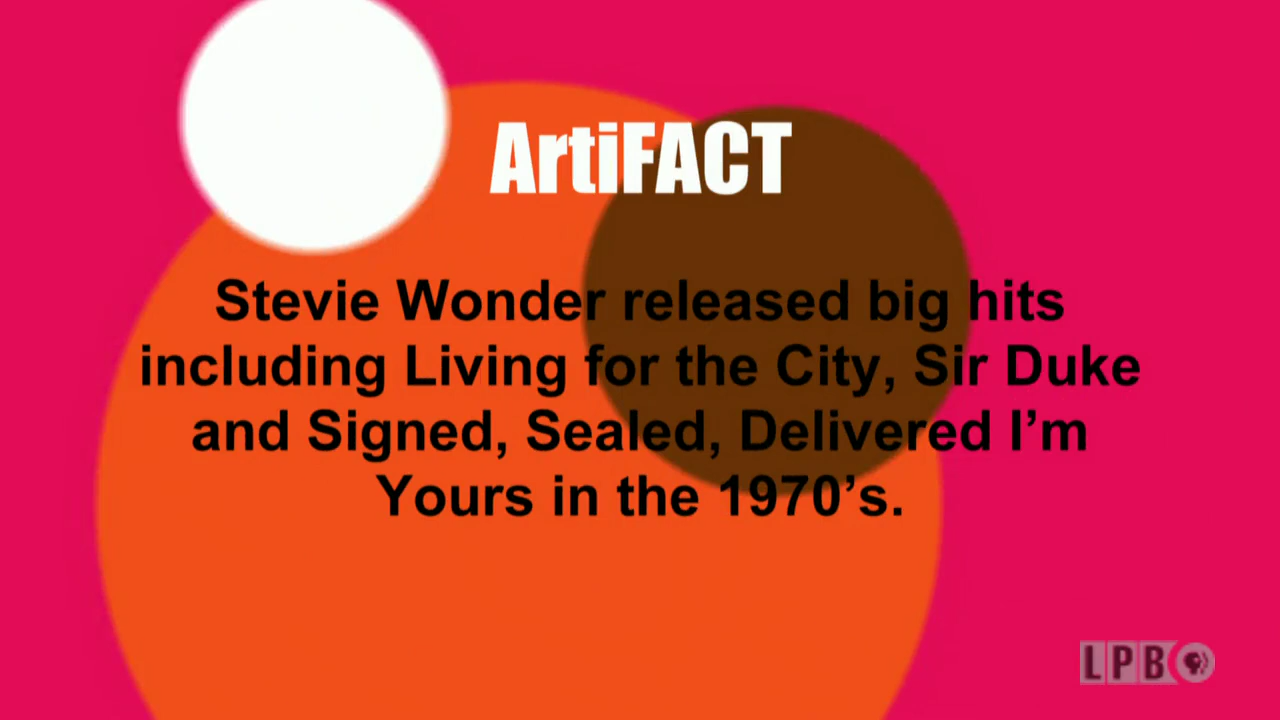 ArtiFACT
Stevie Wonder released big hits
including Living for the City, Sir Duke
and Signed, Sealed, Delivered I’m
Yours in the 1970’s.
LPB